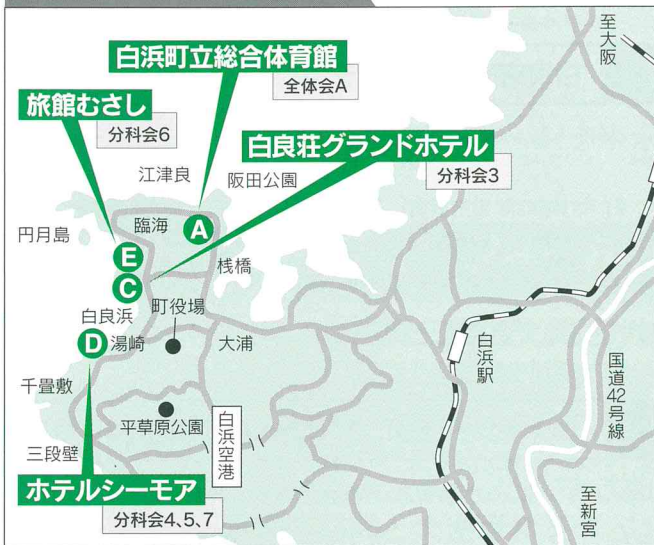 白浜町立総合体育館
全体会A
至大阪
旅館むさし
分科会6
白良荘グランドホテル
分科会3
江津良
阪田公園
円月島
臨海
A
E
C
桟橋
白良浜
町役場
D
湯崎
大浦
白浜駅
国道42号線
千畳敷
平草原公園
白浜空港
三段壁
ホテルシーモア
分科会4、5、7
至新宮